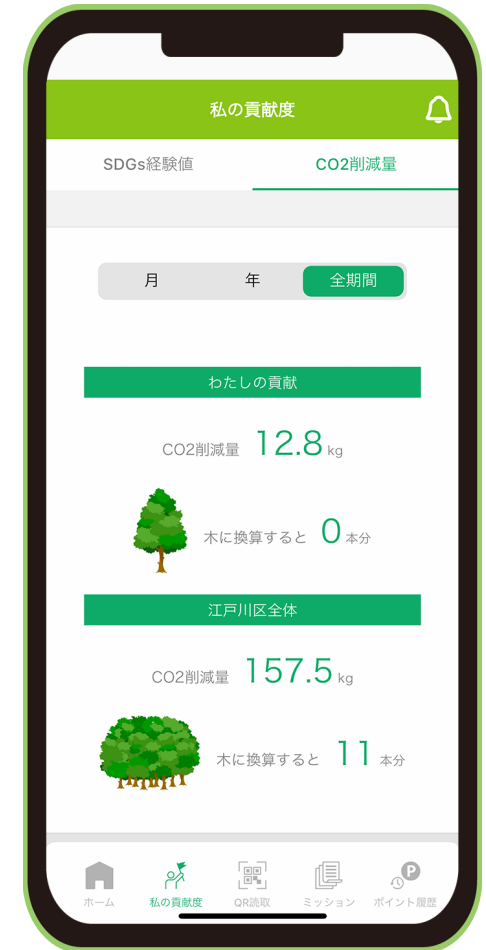 私の貢献度
SDGs経験値 CO2削減量
月 年 全期間
わたしの貢献
CO2削減量 12.8 kg
木に換算すると 0 本分
江戸川区全体
CO2削減量 157.5 kg
木に換算すると 11 本分
P
ホーム 私の貢献度 QR読取 ミッション ポイント履歴